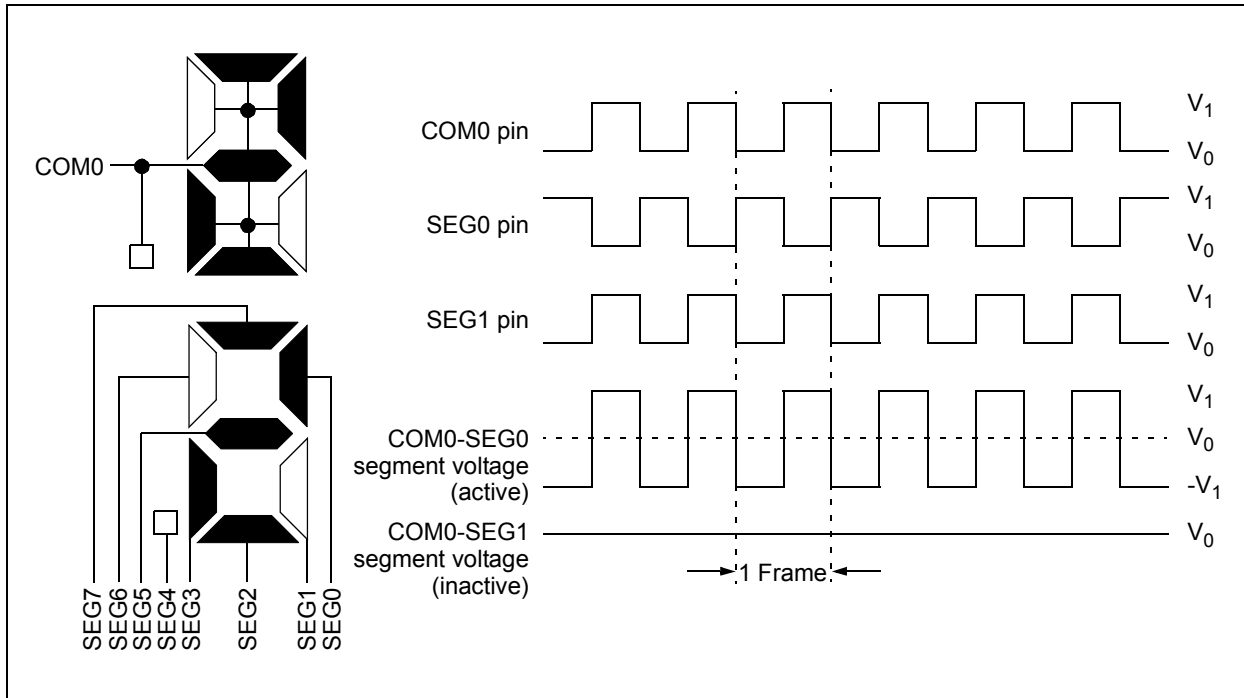 COM0
SEG7
SEG6
SEG5
SEG4
SEG3
SEG2
SEG1
SEG0
COM0 pin
V1
V0
SEG0 pin
V1
V0
SEG1 pin
V1
V0
COM0-SEG0
segment voltage
(active)
V1
V0
-V1
COM0-SEG1
segment voltage
(inactive)
V0
1 Frame